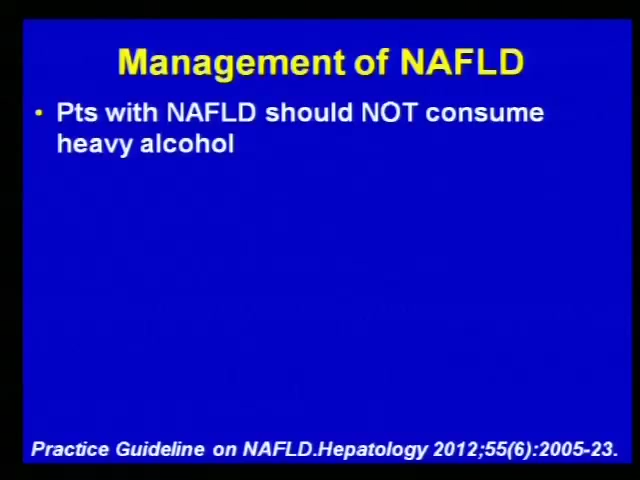 Management of NAFLD
• Pts with NAFLD should NOT consume
heavy alcohol
Practice Guideline on NAFLD.Hepatology 2012;55(6):2005-23.